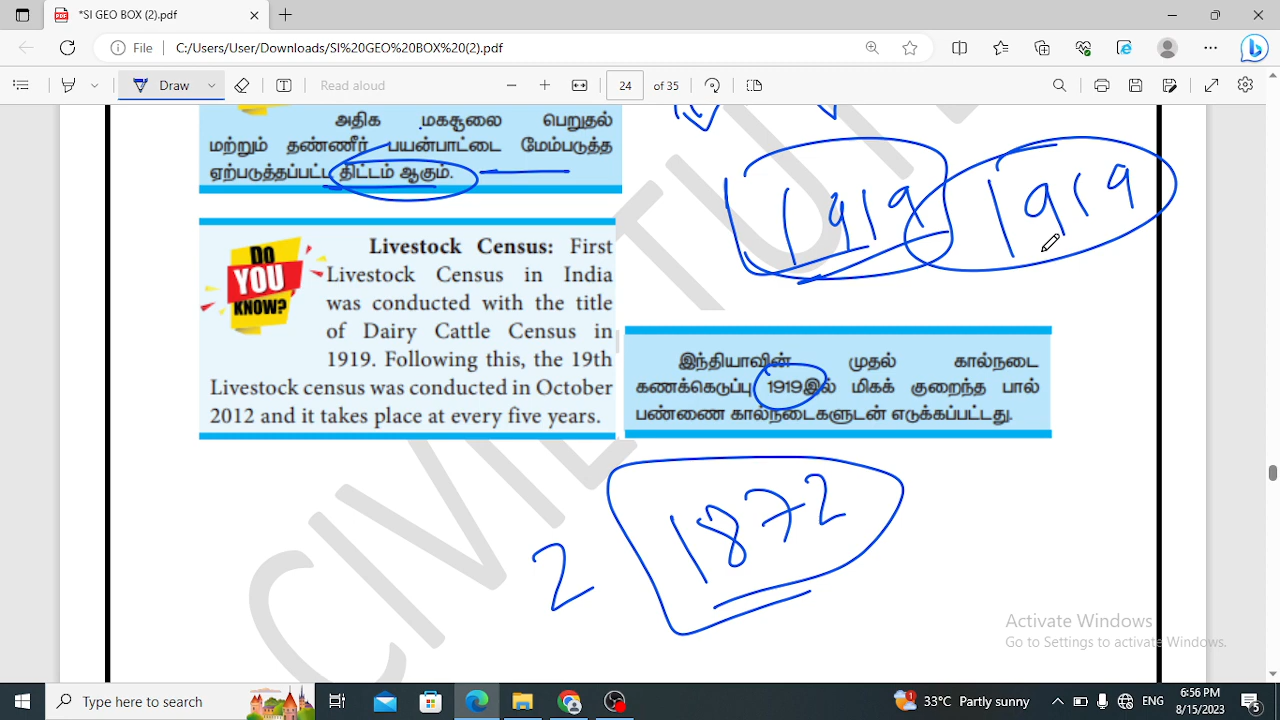 *SI GEO BOX (2).pdf
File C:/Users/User/Downloads/SI%20GEO%20BOX%20(2).pdf
Draw Read aloud 24 of 35
அதிக மகசூலை பெறுதல்
மற்றும் தண்ணீர் பயன்பாட்டை மேம்படுத்த
ஏற்படுத்தப்பட்ட திட்டம் ஆகும்.
1919 1919
DO YOU KNOW?
Livestock Census: First
Livestock Census in India
was conducted with the title
of Dairy Cattle Census in
1919. Following this, the 19th
Livestock census was conducted in October
2012 and it takes place at every five years.
இந்தியாவின் முதல் கால்நடை
கணக்கெடுப்பு 1919இல் மிகக் குறைந்த பால்
பண்ணை கால்நடைகளுடன் எடுக்கப்பட்டது.
2 1872
Activate Windows
Go to Settings to activate Windows.
Type here to search
33°C Partly sunny ENG 6:56 PM
8/15/2023